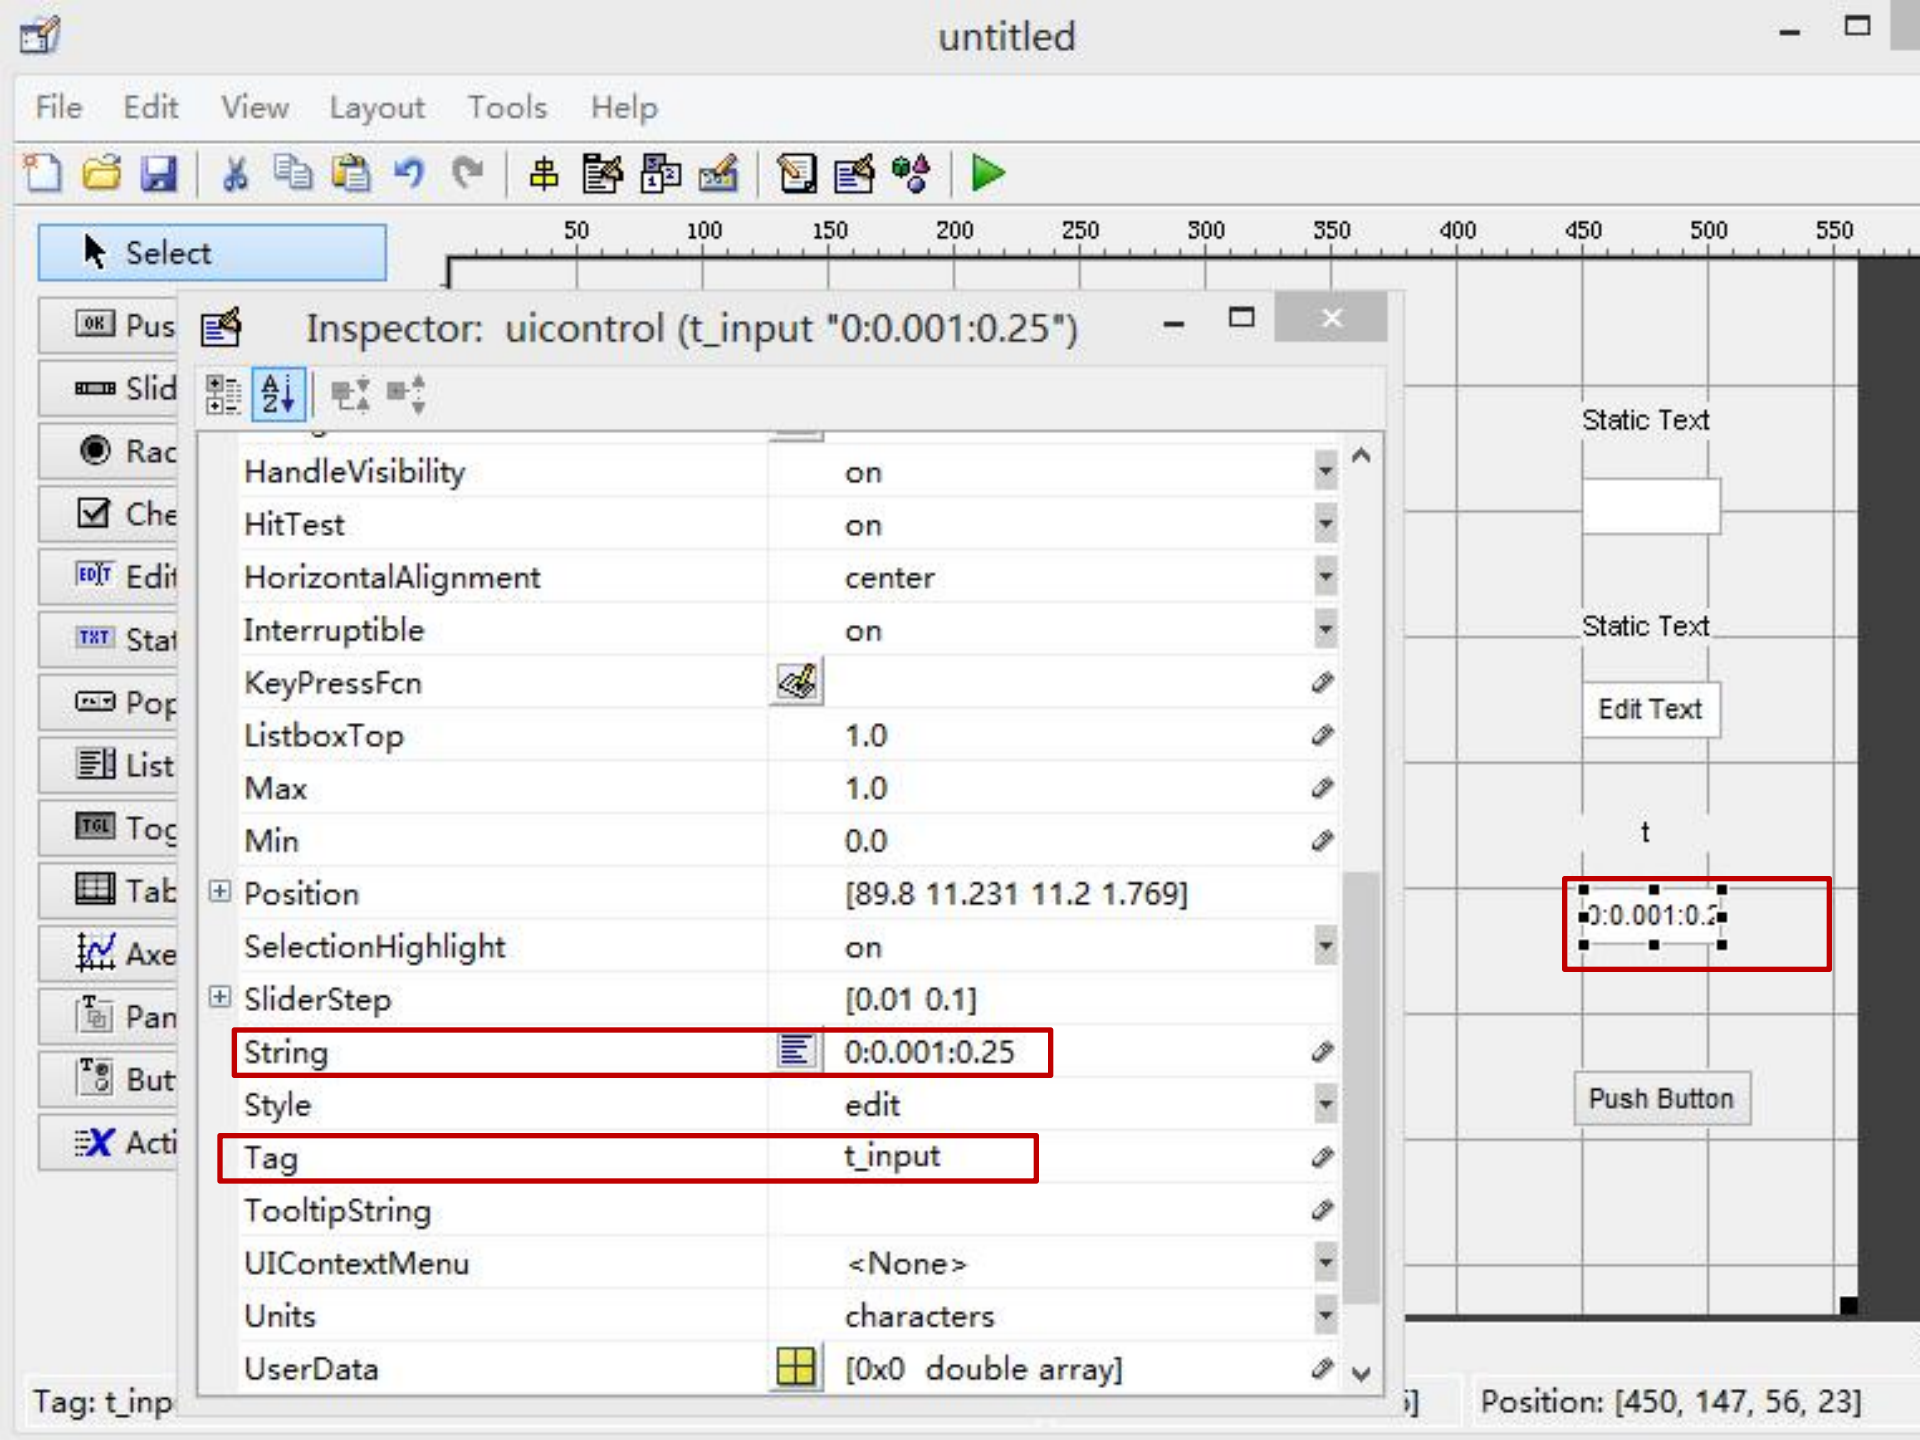 untitled
File Edit View Layout Tools Help
Select
50 100 150 200 250 300 350 400 450 500 550
OK Pus
Slid
Rac
Che
EDIT Edit
TXT Stat
Pop
List
TGL Tog
Tab
Axe
Pan
But
Acti
Inspector: uicontrol (t_input "0:0.001:0.25")
HandleVisibility on
HitTest on
HorizontalAlignment center
Interruptible on
KeyPressFcn
ListboxTop 1.0
Max 1.0
Min 0.0
Position [89.8 11.231 11.2 1.769]
SelectionHighlight on
SliderStep [0.01 0.1]
String 0:0.001:0.25
Style edit
Tag t_input
TooltipString
UIContextMenu <None>
Units characters
UserData [0x0 double array]
Static Text
Static Text
Edit Text
t
0:0.001:0.2
Push Button
Tag: t_inp
Position: [450, 147, 56, 23]